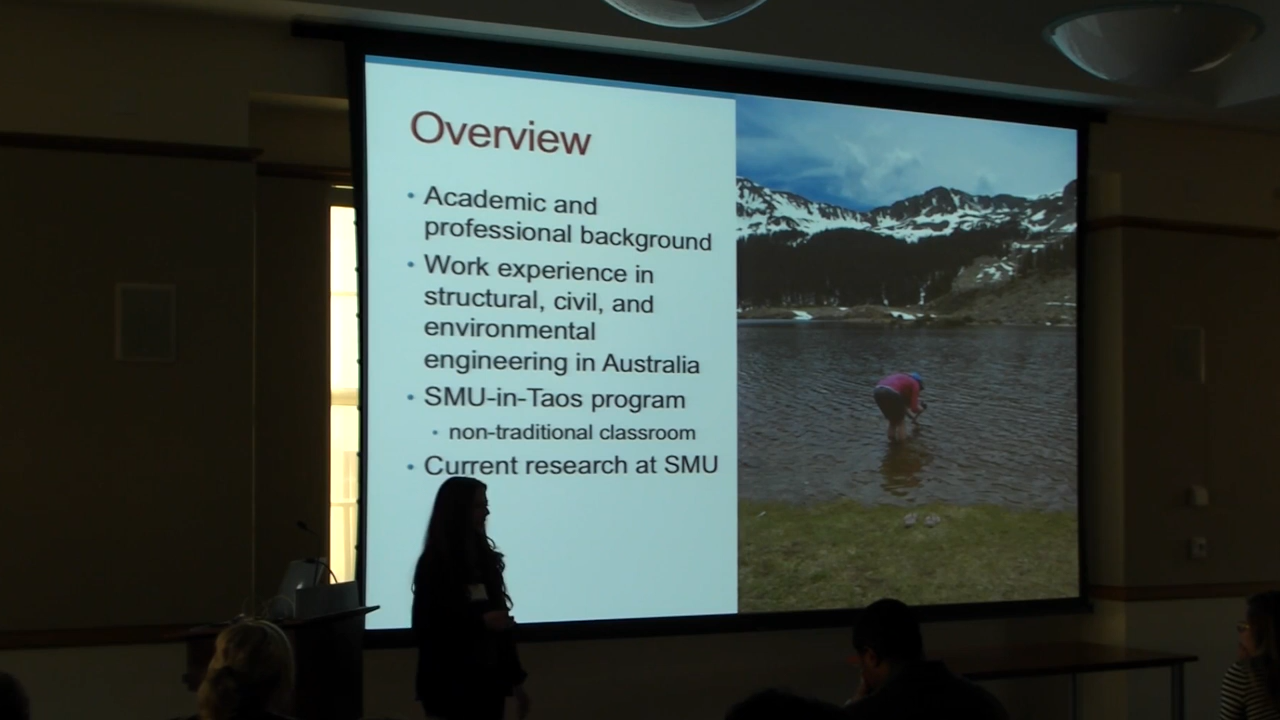 Overview
• Academic and
professional background
• Work experience in
structural, civil, and
environmental
engineering in Australia
• SMU-in-Taos program
• non-traditional classroom
• Current research at SMU